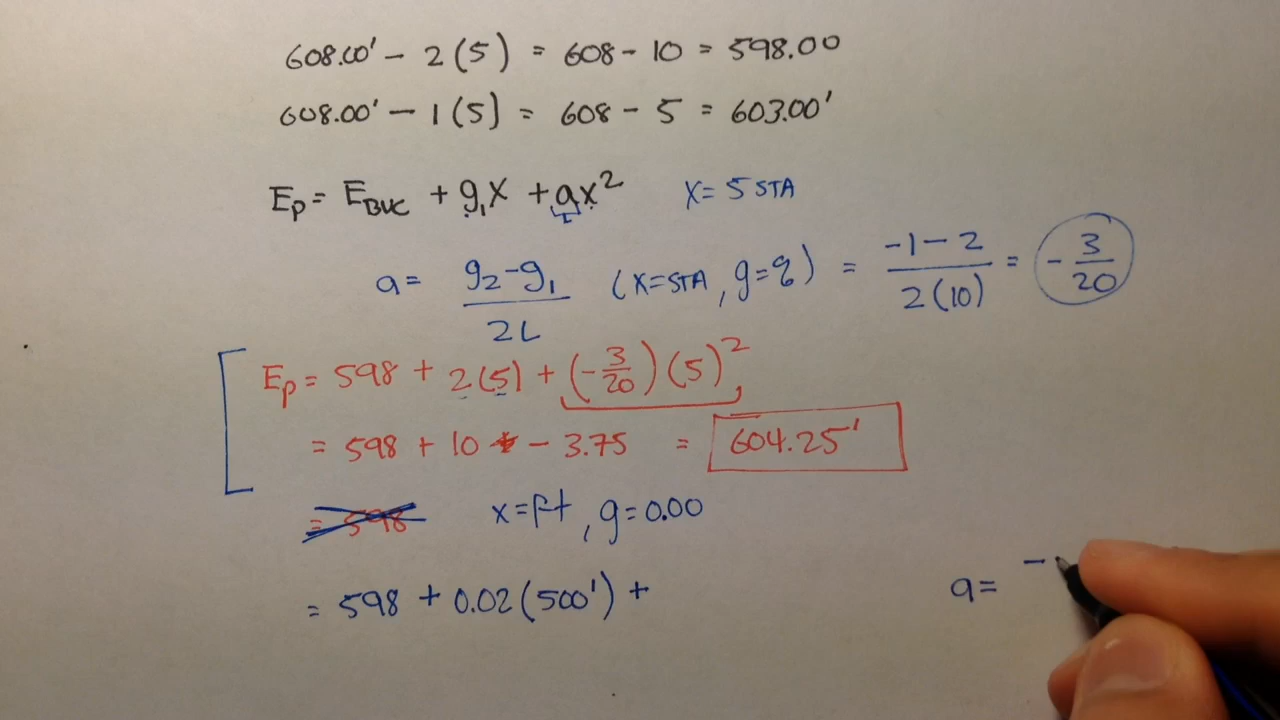 608.00' - 2(5) = 608 - 10 = 598.00
608.00' - 1(5) = 608 - 5 = 603.00'
Ep = EBVC + g₁x + ax² x = 5 STA
a = g₂-g₁ / 2L (x=STA, g=%) = -1-2 / 2(10) = -3/20
Ep = 598 + 2(5) + (-3/20)(5)²
= 598 + 10 - 3.75 = 604.25'
= 598 x=ft, g=0.00
= 598 + 0.02(500') + a= -